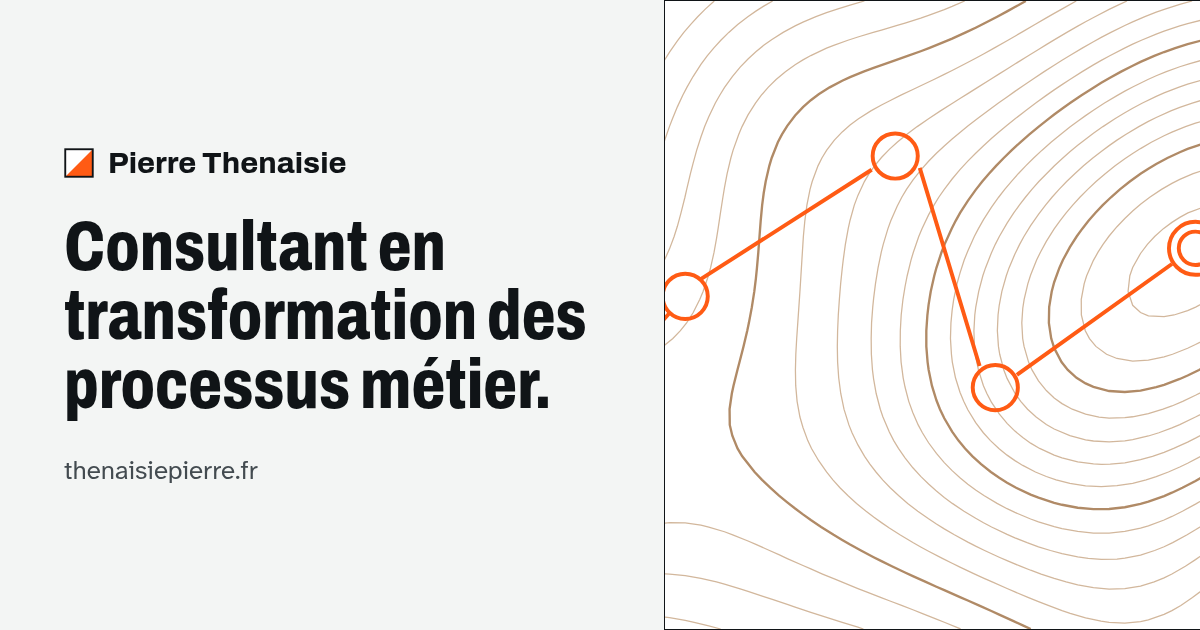 Pierre Thenaisie
Consultant en
transformation des
processus métier.
thenaisiepierre.fr